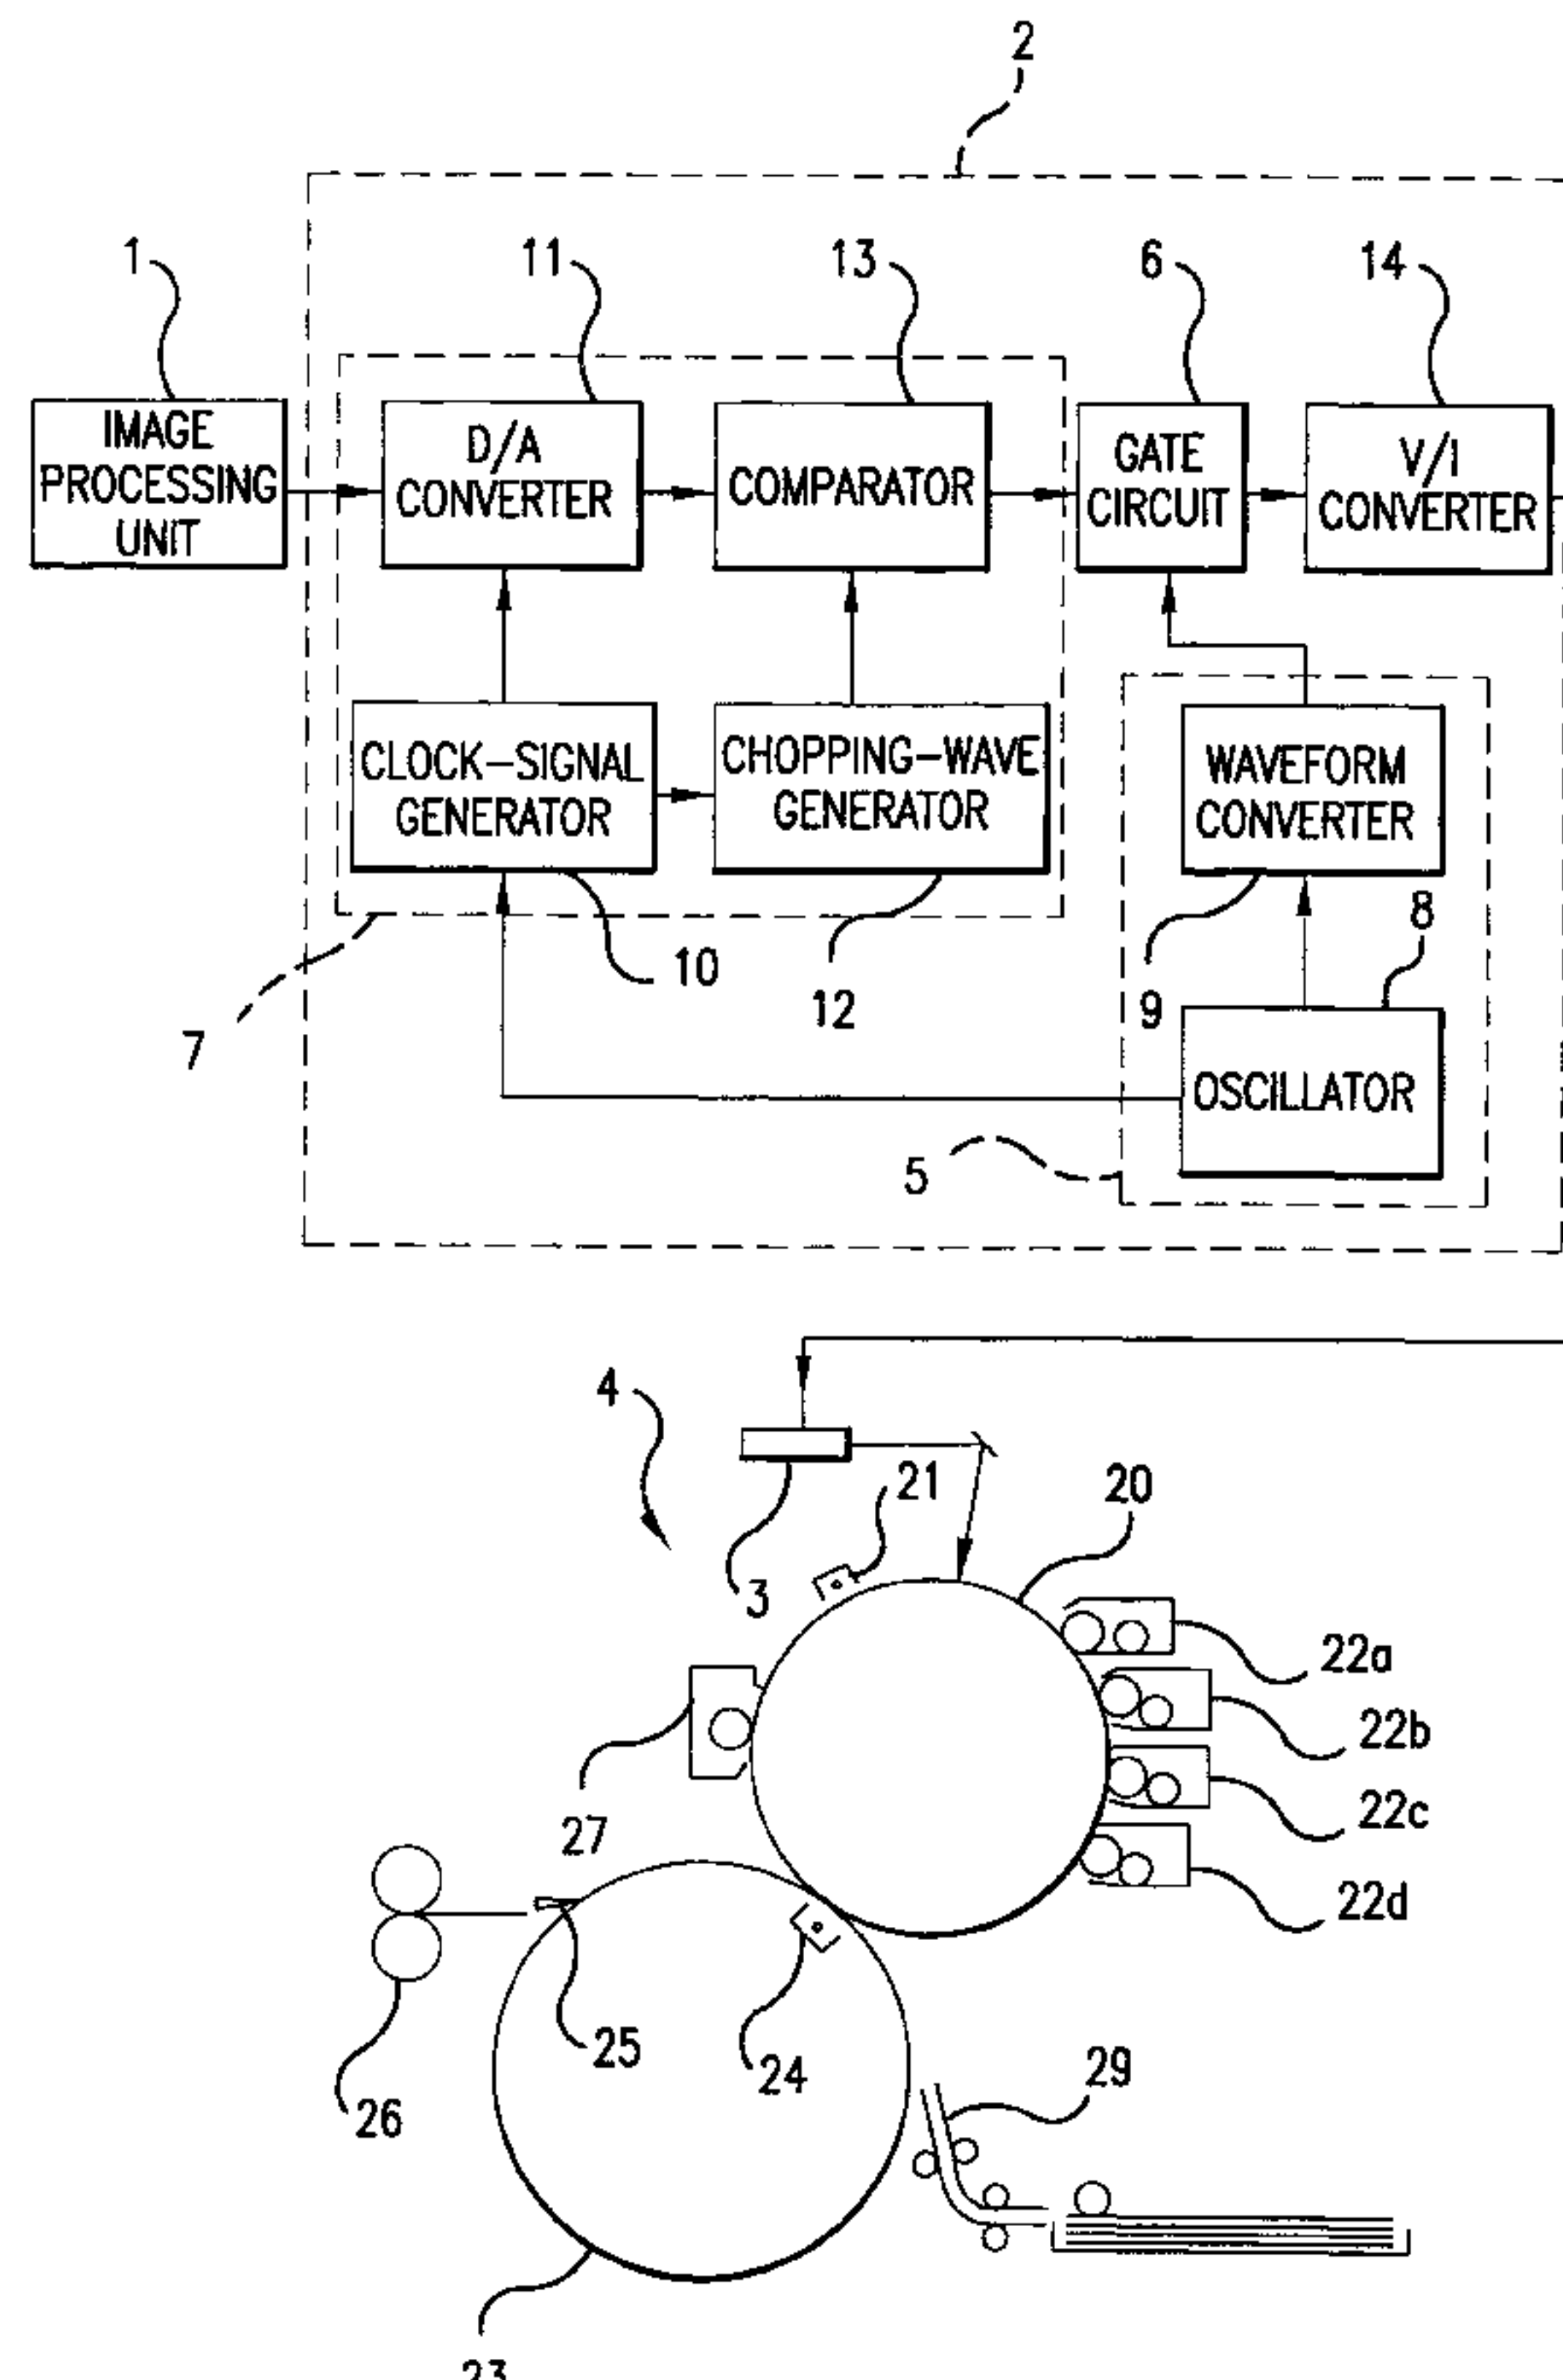 2
1
11
13
6
14
IMAGE
PROCESSING
UNIT
D/A
CONVERTER
COMPARATOR
GATE
CIRCUIT
V/I
CONVERTER
CLOCK-SIGNAL
GENERATOR
CHOPPING-WAVE
GENERATOR
WAVEFORM
CONVERTER
8
10
12
9
7
OSCILLATOR
5
4
21
20
3
22a
22b
22c
27
22d
25
24
29
26
23